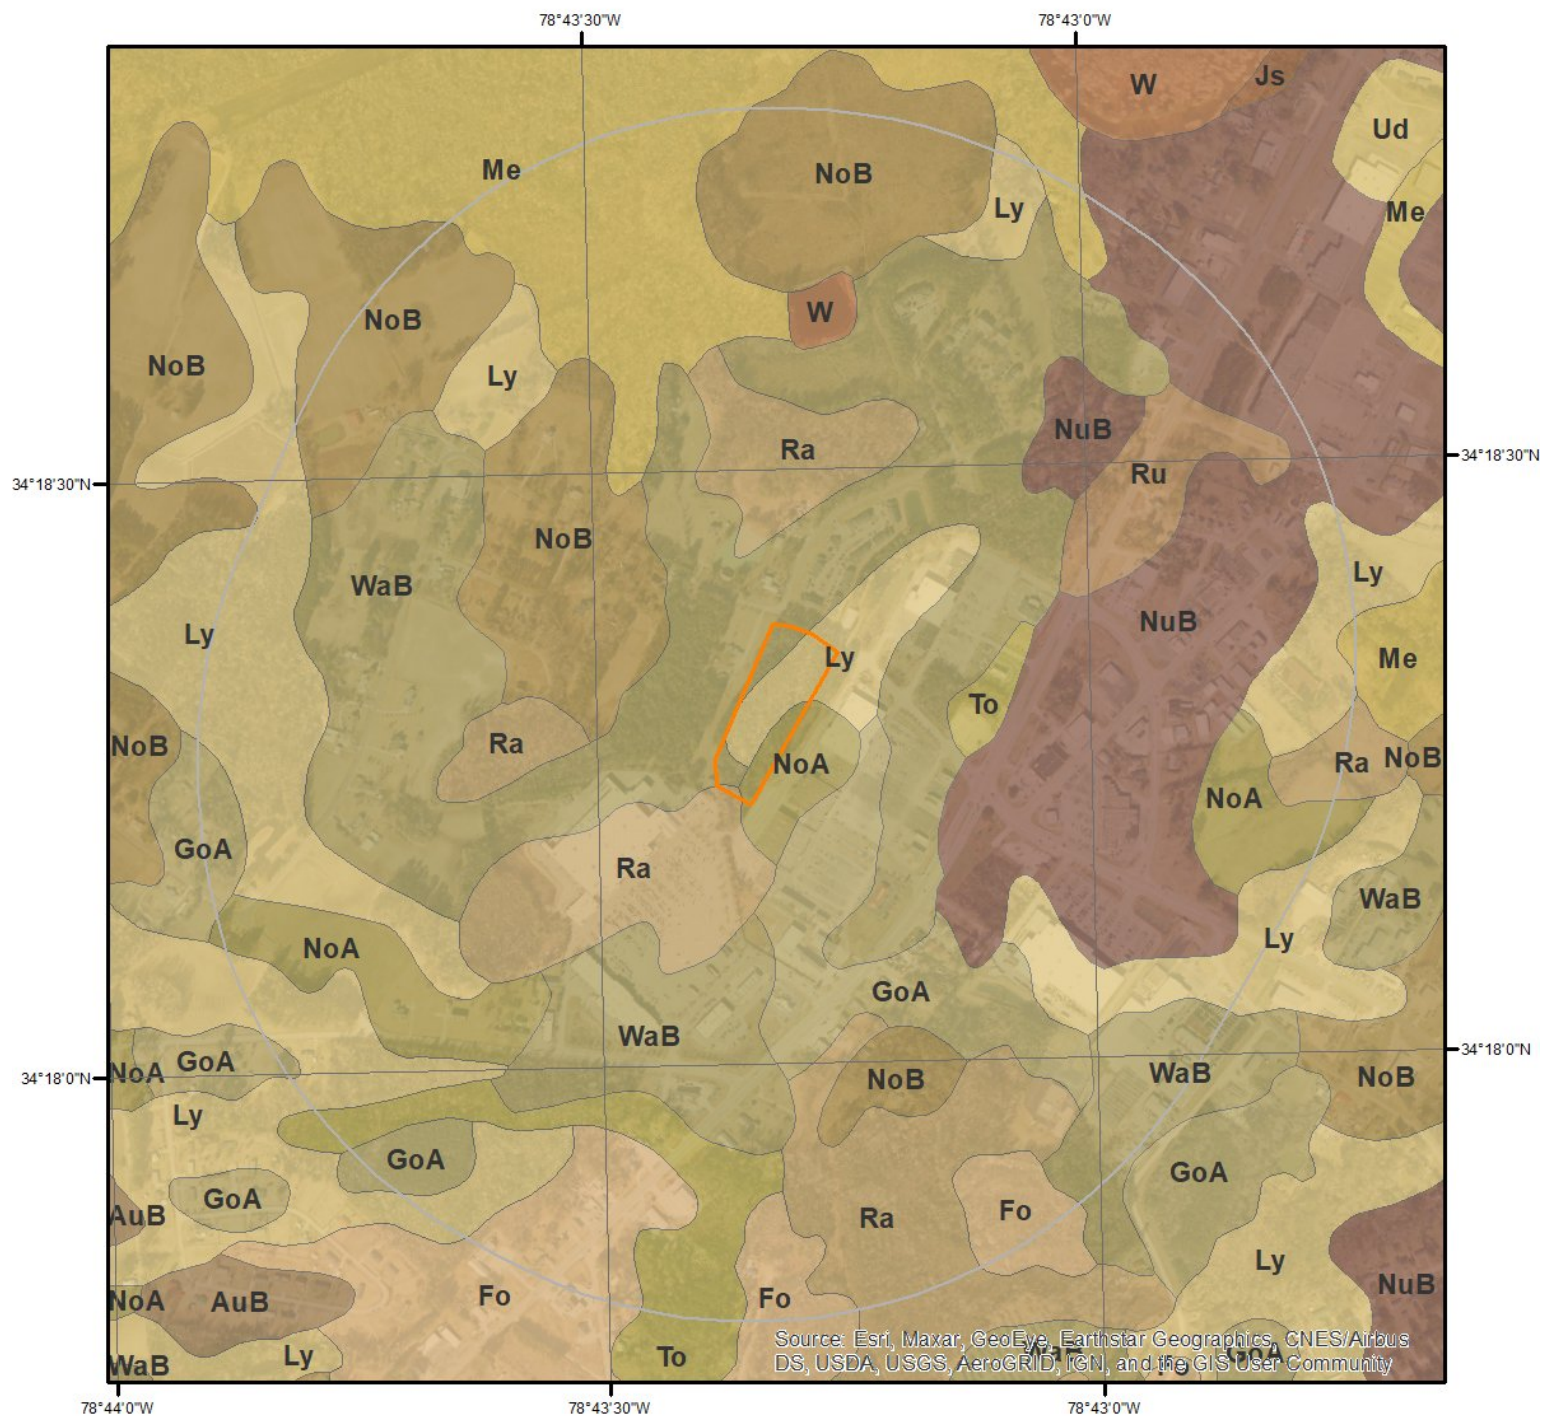 78°43'30"W 78°43'0"W
W Js
Ud
Me NoB
Ly Me
W
NoB
NoB Ly
NuB
Ra
34°18'30"N 34°18'30"N
Ru
NoB
Ly
WaB
NuB
Ly Ly Me
To
NoB Ra NoA Ra NoB
NoA
GoA Ra
WaB
NoA Ly
GoA
WaB
NoA GoA NoB WaB NoB
34°18'0"N 34°18'0"N
Ly
GoA GoA
GoA
AuB Ra Fo
Ly
NoA AuB Fo Fo NuB
Source: Esri, Maxar, GeoEye, Earthstar Geographics, CNES/Airbus
WaB Ly To WaB Fo GoA
DS, USDA, USGS, AeroGRID, IGN, and the GIS User Community
78°44'0"W 78°43'30"W 78°43'0"W